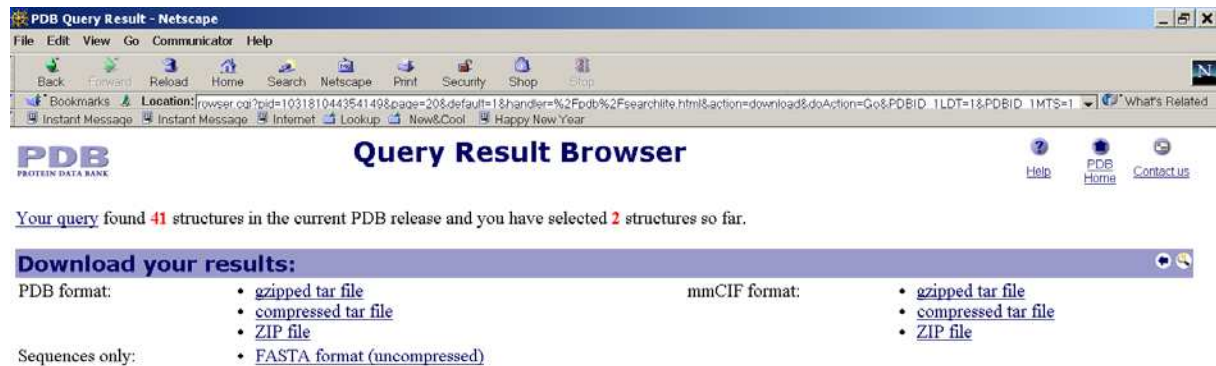 PDB Query Result - Netscape
File Edit View Go Communicator Help
Back Forward Reload Home Search Netscape Print Security Shop Stop
Bookmarks Location: rowser.cgi?pid=103181044354149&page=20&default=1&handler=%2Fpdb%2Fsearchlite.html&action=download&doAction=Go&PDBID_1LDT=1&PDBID_1MTS=1 What's Related
Instant Message Instant Message Internet Lookup New&Cool Happy New Year
PDB
PROTEIN DATA BANK
Query Result Browser
Help PDB Home Contact us
Your query found 41 structures in the current PDB release and you have selected 2 structures so far.
Download your results:
PDB format:
• gzipped tar file
• compressed tar file
• ZIP file
mmCIF format:
• gzipped tar file
• compressed tar file
• ZIP file
Sequences only:
• FASTA format (uncompressed)